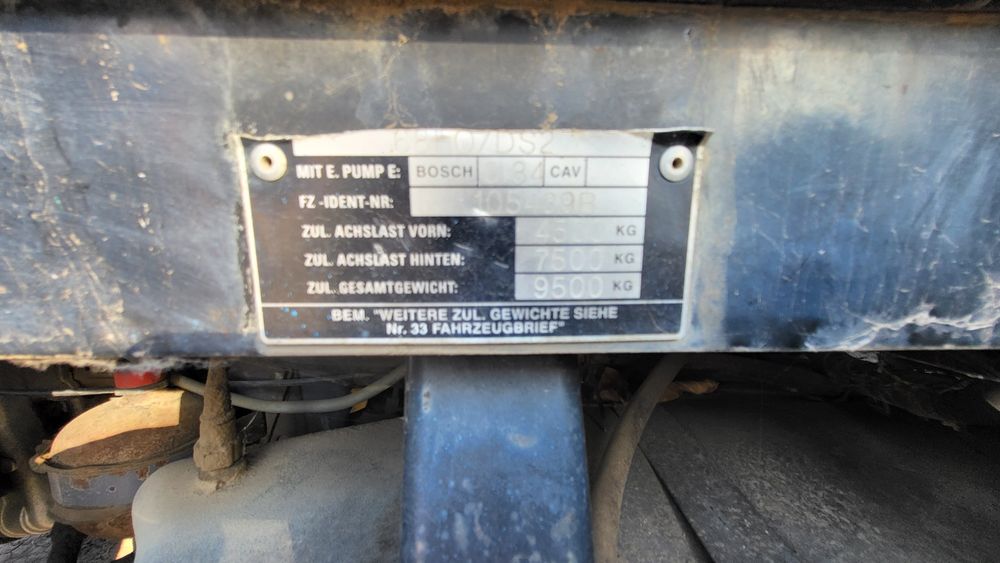 MIT E. PUMP E: BOSCH CAV
FZ -IDENT-NR:
ZUL. ACHSLAST VORN: KG
ZUL. ACHSLAST HINTEN: 7500 KG
ZUL. GESAMTGEWICHT: 9500 KG
BEM. "WEITERE ZUL. GEWICHTE SIEHE
Nr. 33 FAHRZEUGBRIEF"